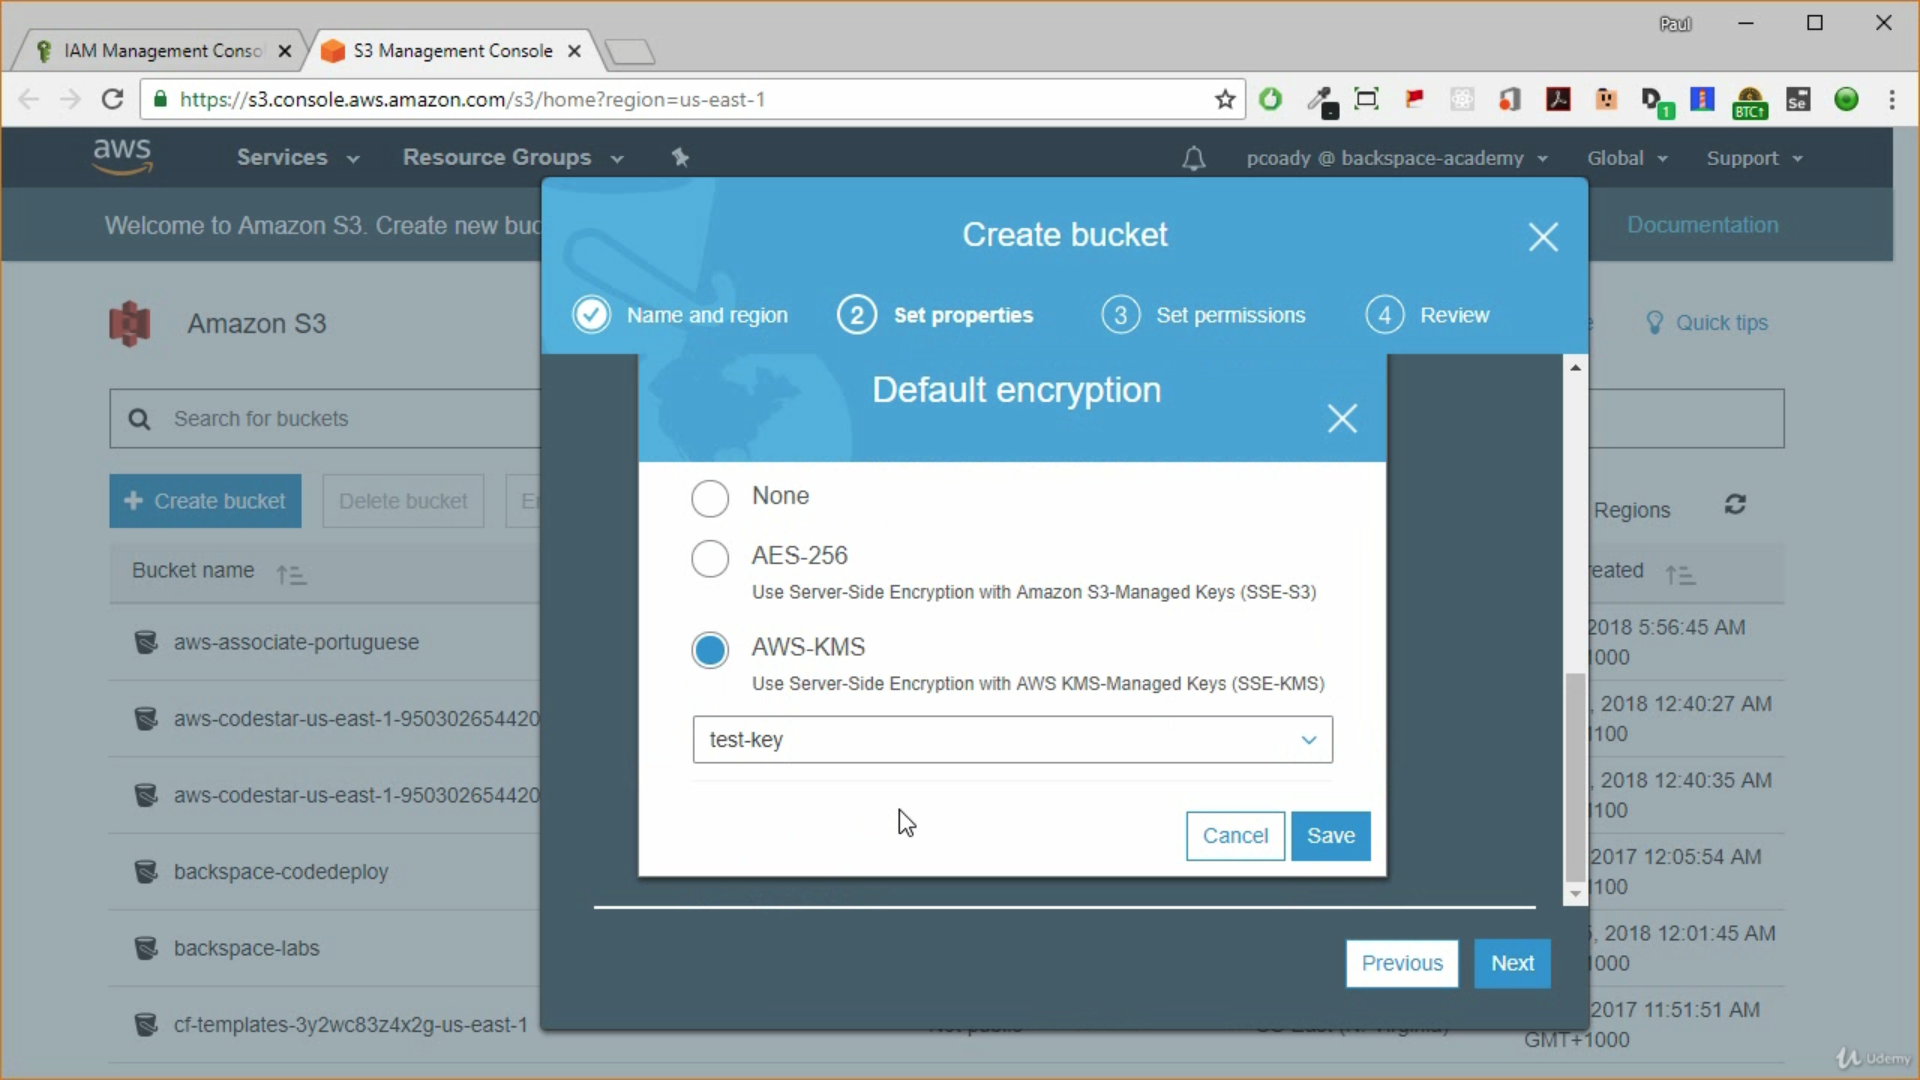 Paul
IAM Management Conso
S3 Management Console
https://s3.console.aws.amazon.com/s3/home?region=us-east-1
1
BTC↑
Se
aws
Services
Resource Groups
pcoady @ backspace-academy
Global
Support
Welcome to Amazon S3. Create new buc
Documentation
Create bucket
Name and region
2 Set properties
3 Set permissions
4 Review
Amazon S3
Quick tips
Default encryption
Search for buckets
+ Create bucket
Delete bucket
Regions
None
AES-256
Use Server-Side Encryption with Amazon S3-Managed Keys (SSE-S3)
AWS-KMS
Use Server-Side Encryption with AWS KMS-Managed Keys (SSE-KMS)
test-key
Cancel
Save
Previous
Next
Bucket name
eated
aws-associate-portuguese
2018 5:56:45 AM
1000
aws-codestar-us-east-1-950302654420
, 2018 12:40:27 AM
1100
aws-codestar-us-east-1-950302654420
, 2018 12:40:35 AM
1100
backspace-codedeploy
2017 12:05:54 AM
1100
backspace-labs
, 2018 12:01:45 AM
1000
cf-templates-3y2wc83z4x2g-us-east-1
2017 11:51:51 AM
GMT+1000
Udemy